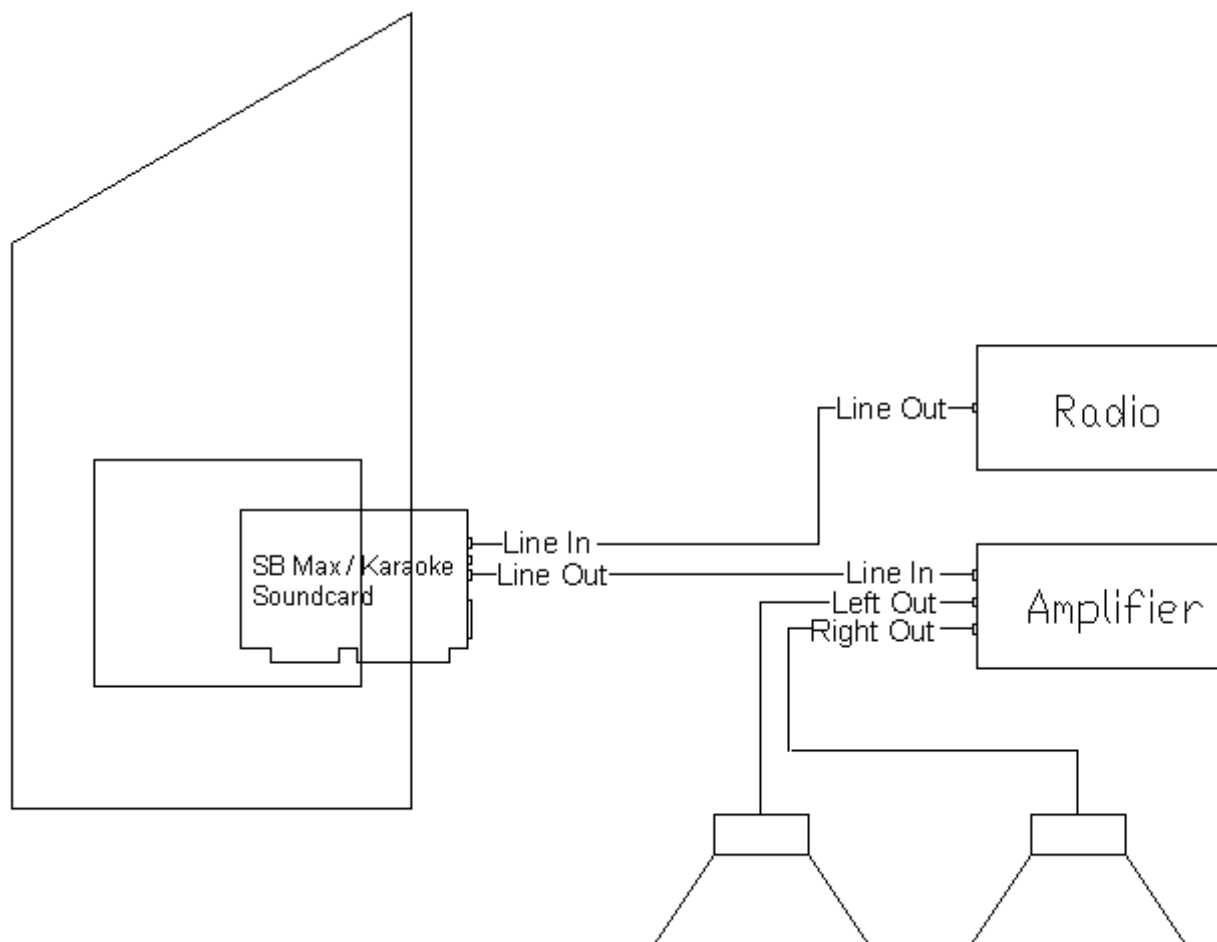 Line Out
Radio
Line In
SB Max / Karaoke
Soundcard
Line Out
Line In
Left Out
Right Out
Amplifier